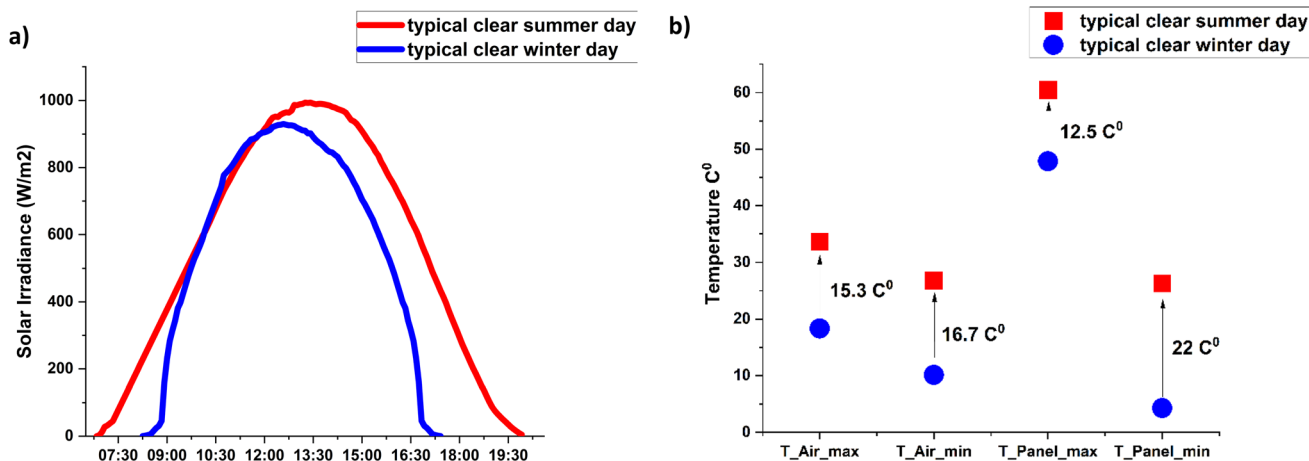 a)
typical clear summer day
typical clear winter day
Solar Irradiance (W/m2)
1000
800
600
400
200
0
07:30 09:00 10:30 12:00 13:30 15:00 16:30 18:00 19:30
b)
typical clear summer day
typical clear winter day
Temperature C⁰
60
50
40
30
20
10
0
12.5 C⁰
15.3 C⁰
16.7 C⁰
22 C⁰
T_Air_max T_Air_min T_Panel_max T_Panel_min